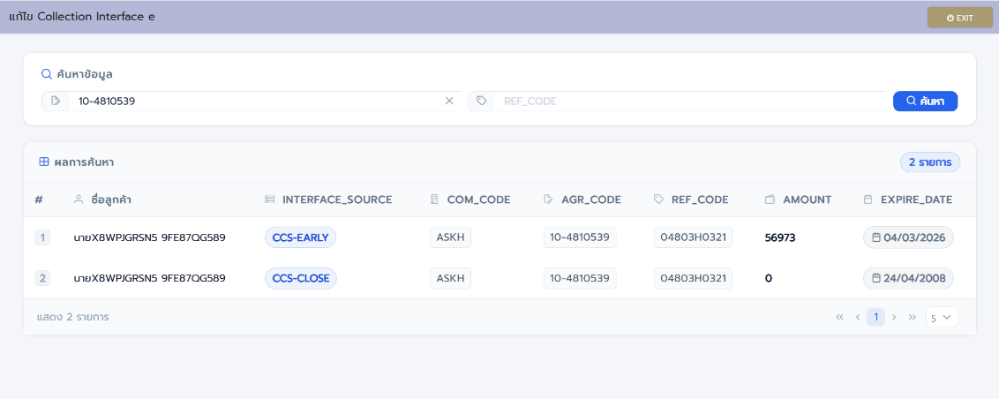 แก้ไข Collection Interface e
EXIT
ค้นหาข้อมูล
10-4810539
REF_CODE
ค้นหา
ผลการค้นหา
2 รายการ
# ชื่อลูกค้า INTERFACE_SOURCE COM_CODE AGR_CODE REF_CODE AMOUNT EXPIRE_DATE
1 นายX8WPJGRSN5 9FE87QG589 CCS-EARLY ASKH 10-4810539 04803H0321 56973 04/03/2026
2 นายX8WPJGRSN5 9FE87QG589 CCS-CLOSE ASKH 10-4810539 04803H0321 0 24/04/2008
แสดง 2 รายการ
« ‹ 1 › » 5